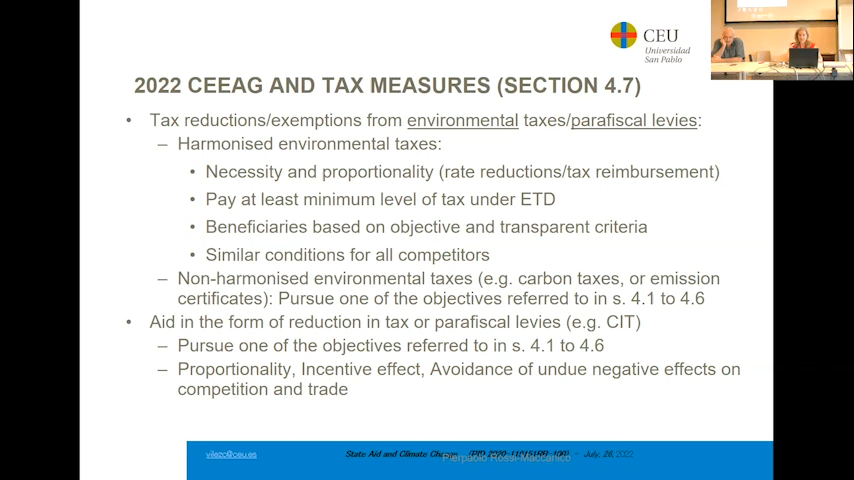 CEU
Universidad
San Pablo
2022 CEEAG AND TAX MEASURES (SECTION 4.7)
• Tax reductions/exemptions from environmental taxes/parafiscal levies:
– Harmonised environmental taxes:
• Necessity and proportionality (rate reductions/tax reimbursement)
• Pay at least minimum level of tax under ETD
• Beneficiaries based on objective and transparent criteria
• Similar conditions for all competitors
– Non-harmonised environmental taxes (e.g. carbon taxes, or emission
certificates): Pursue one of the objectives referred to in s. 4.1 to 4.6
• Aid in the form of reduction in tax or parafiscal levies (e.g. CIT)
– Pursue one of the objectives referred to in s. 4.1 to 4.6
– Proportionality, Incentive effect, Avoidance of undue negative effects on
competition and trade
vilezc@ceu.es
State Aid and Climate Change – July, 26, 2022
Pierpaolo Rossi-Maccanico